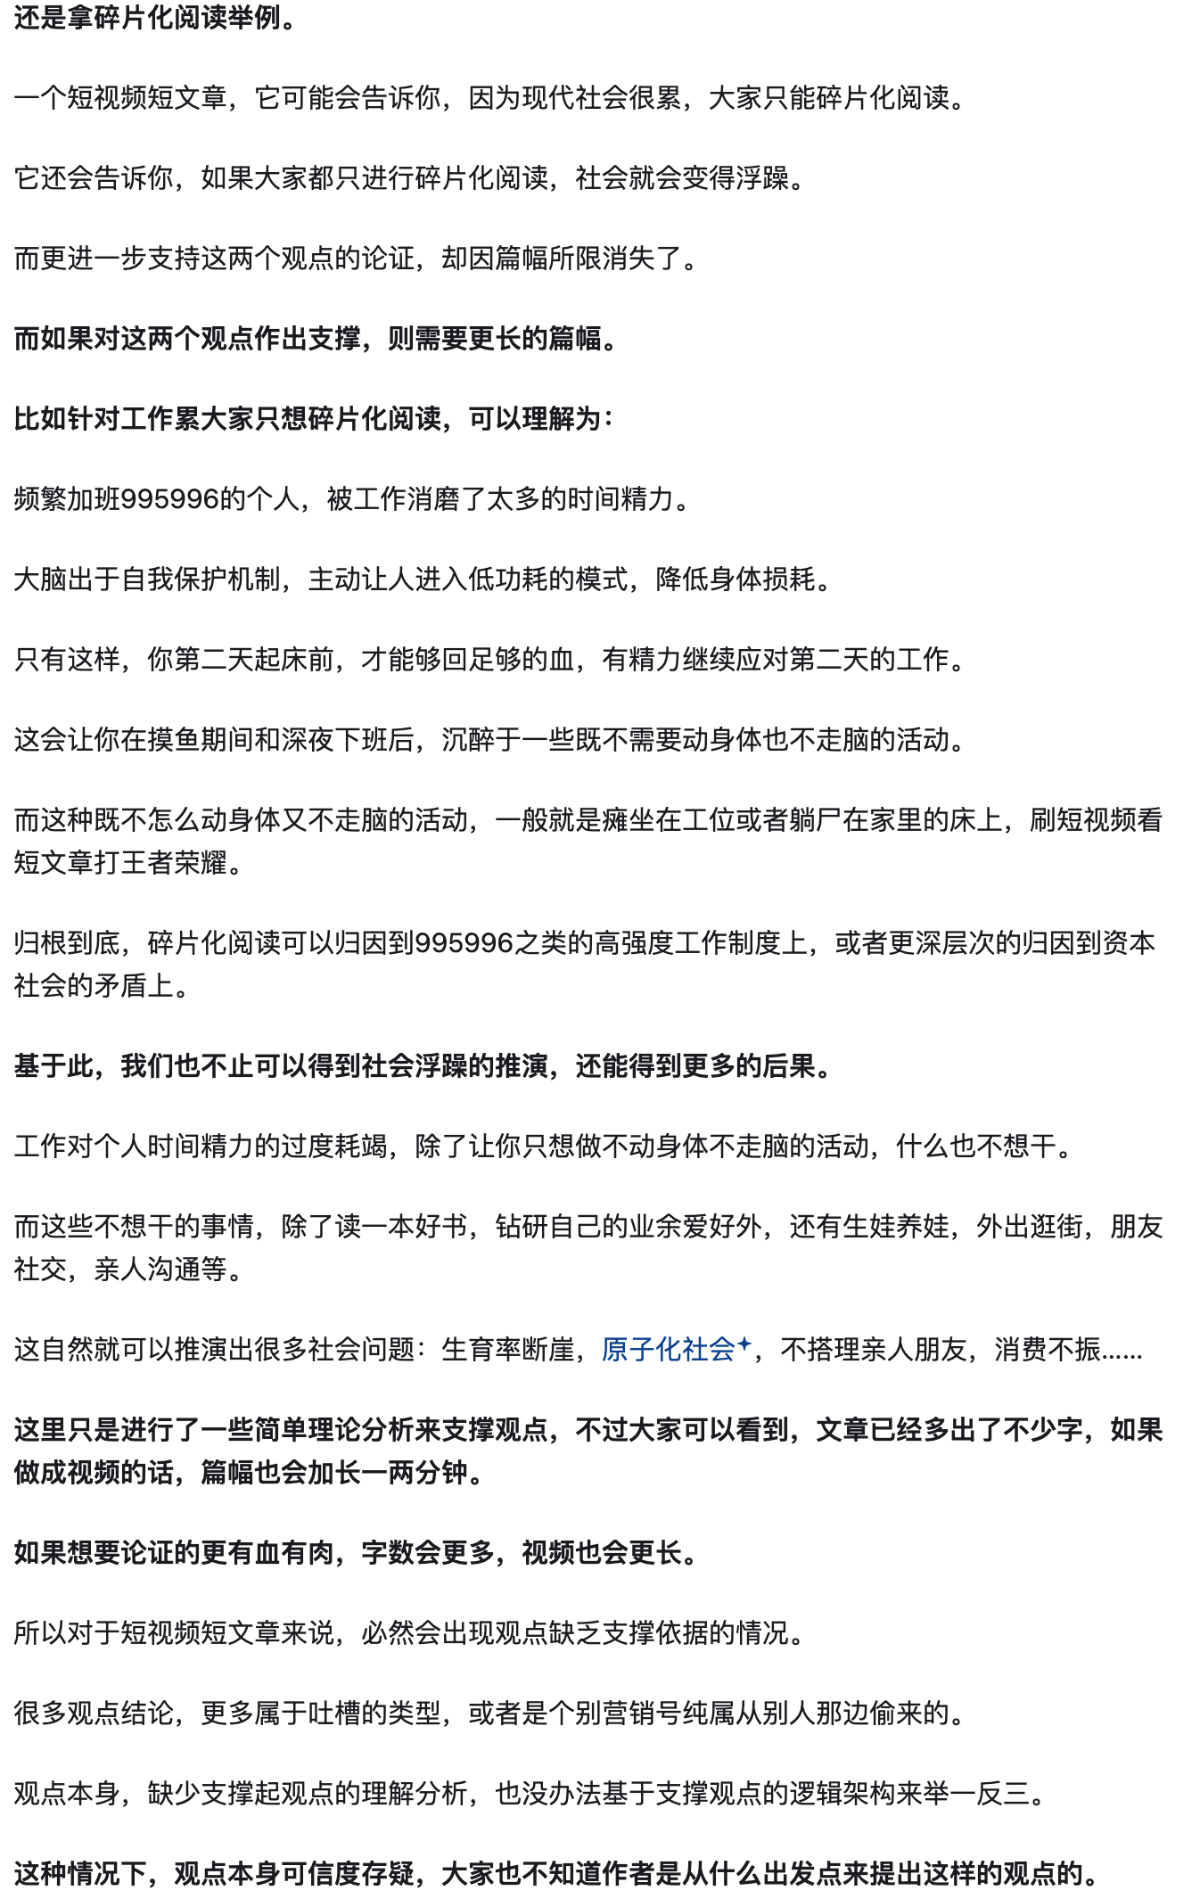 还是拿碎片化阅读举例。
一个短视频短文章，它可能会告诉你，因为现代社会很累，大家只能碎片化阅读。
它还会告诉你，如果大家都只进行碎片化阅读，社会就会变得浮躁。
而更进一步支持这两个观点的论证，却因篇幅所限消失了。
而如果对这两个观点作出支撑，则需要更长的篇幅。
比如针对工作累大家只想碎片化阅读，可以理解为：
频繁加班995996的个人，被工作消磨了太多的时间精力。
大脑出于自我保护机制，主动让人进入低功耗的模式，降低身体损耗。
只有这样，你第二天起床前，才能够回足够的血，有精力继续应对第二天的工作。
这会让你在摸鱼期间和深夜下班后，沉醉于一些既不需要动身体也不走脑的活动。
而这种既不怎么动身体又不走脑的活动，一般就是瘫坐在工位或者躺尸在家里的床上，刷短视频看
短文章打王者荣耀。
归根到底，碎片化阅读可以归因到995996之类的高强度工作制度上，或者更深层次的归因到资本
社会的矛盾上。
基于此，我们也不止可以得到社会浮躁的推演，还能得到更多的后果。
工作对个人时间精力的过度耗竭，除了让你只想做不动身体不走脑的活动，什么也不想干。
而这些不想干的事情，除了读一本好书，钻研自己的业余爱好外，还有生娃养娃，外出逛街，朋友
社交，亲人沟通等。
这自然就可以推演出很多社会问题：生育率断崖，原子化社会，不搭理亲人朋友，消费不振……
这里只是进行了一些简单理论分析来支撑观点，不过大家可以看到，文章已经多出了不少字，如果
做成视频的话，篇幅也会加长一两分钟。
如果想要论证的更有血有肉，字数会更多，视频也会更长。
所以对于短视频短文章来说，必然会出现观点缺乏支撑依据的情况。
很多观点结论，更多属于吐槽的类型，或者是个别营销号纯属从别人那边偷来的。
观点本身，缺少支撑起观点的理解分析，也没办法基于支撑观点的逻辑架构来举一反三。
这种情况下，观点本身可信度存疑，大家也不知道作者是从什么出发点来提出这样的观点的。